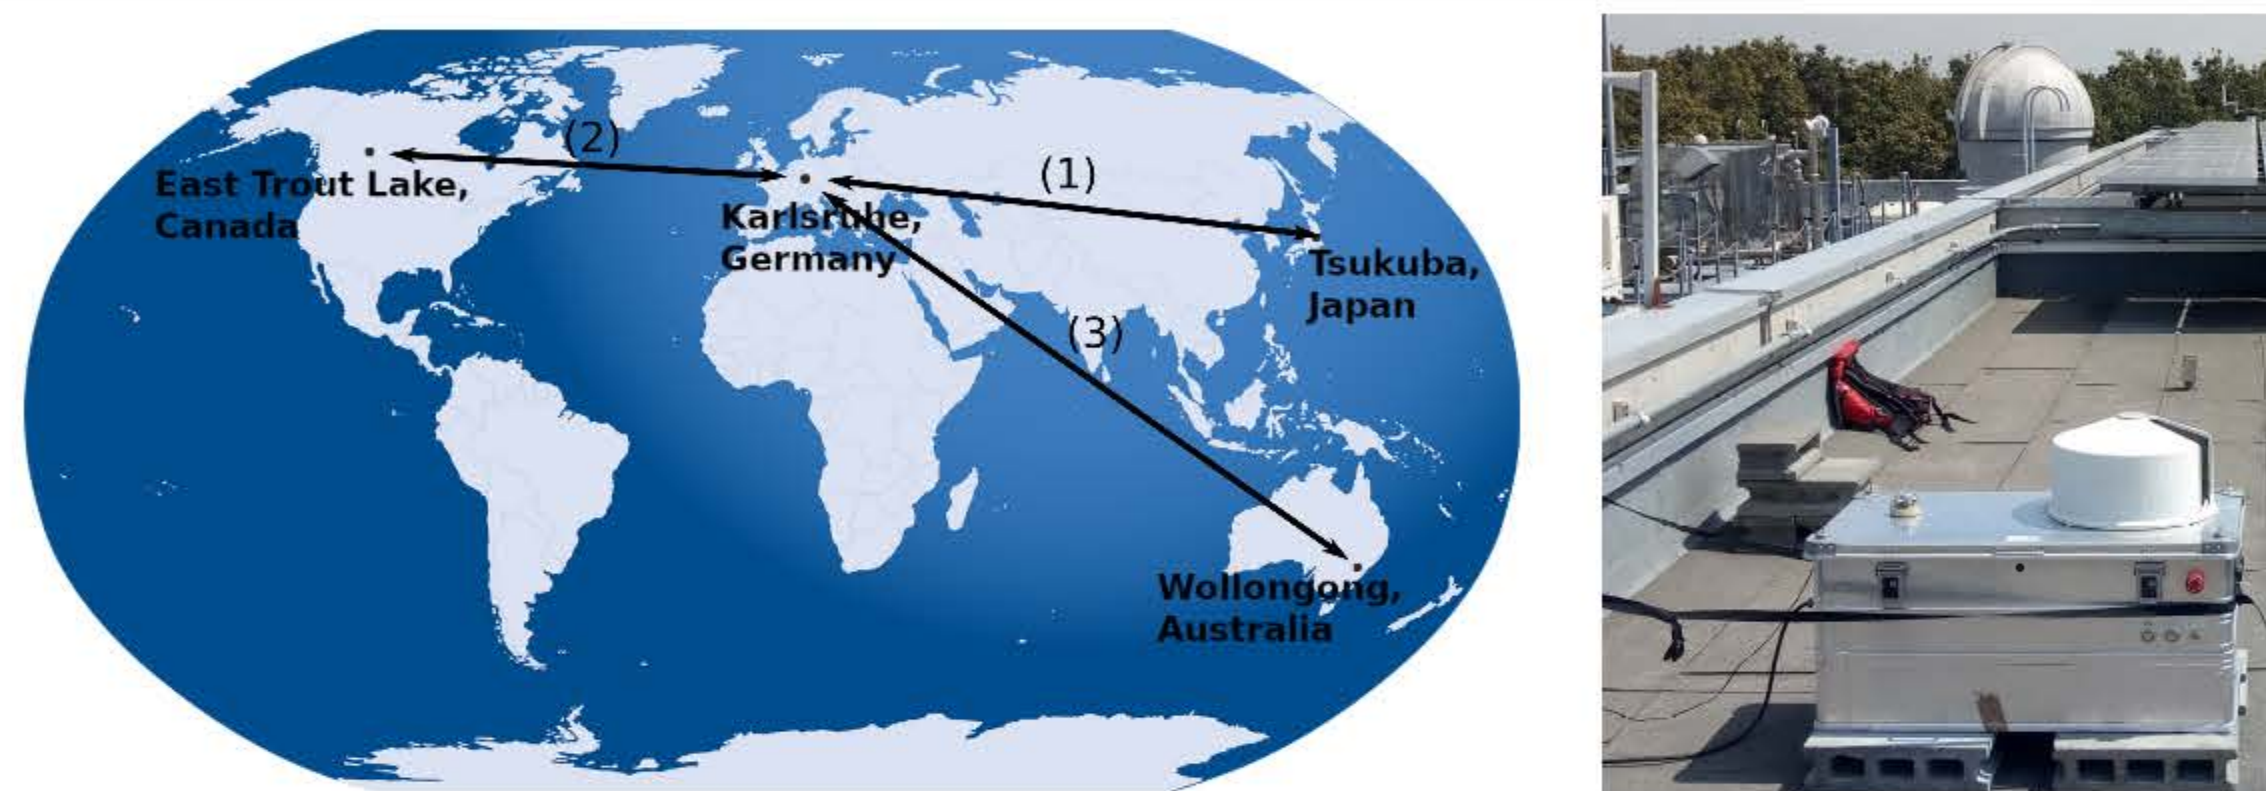 (2)
East Trout Lake,
Canada
(1)
Karlsruhe,
Germany
Tsukuba,
Japan
(3)
Wollongong,
Australia